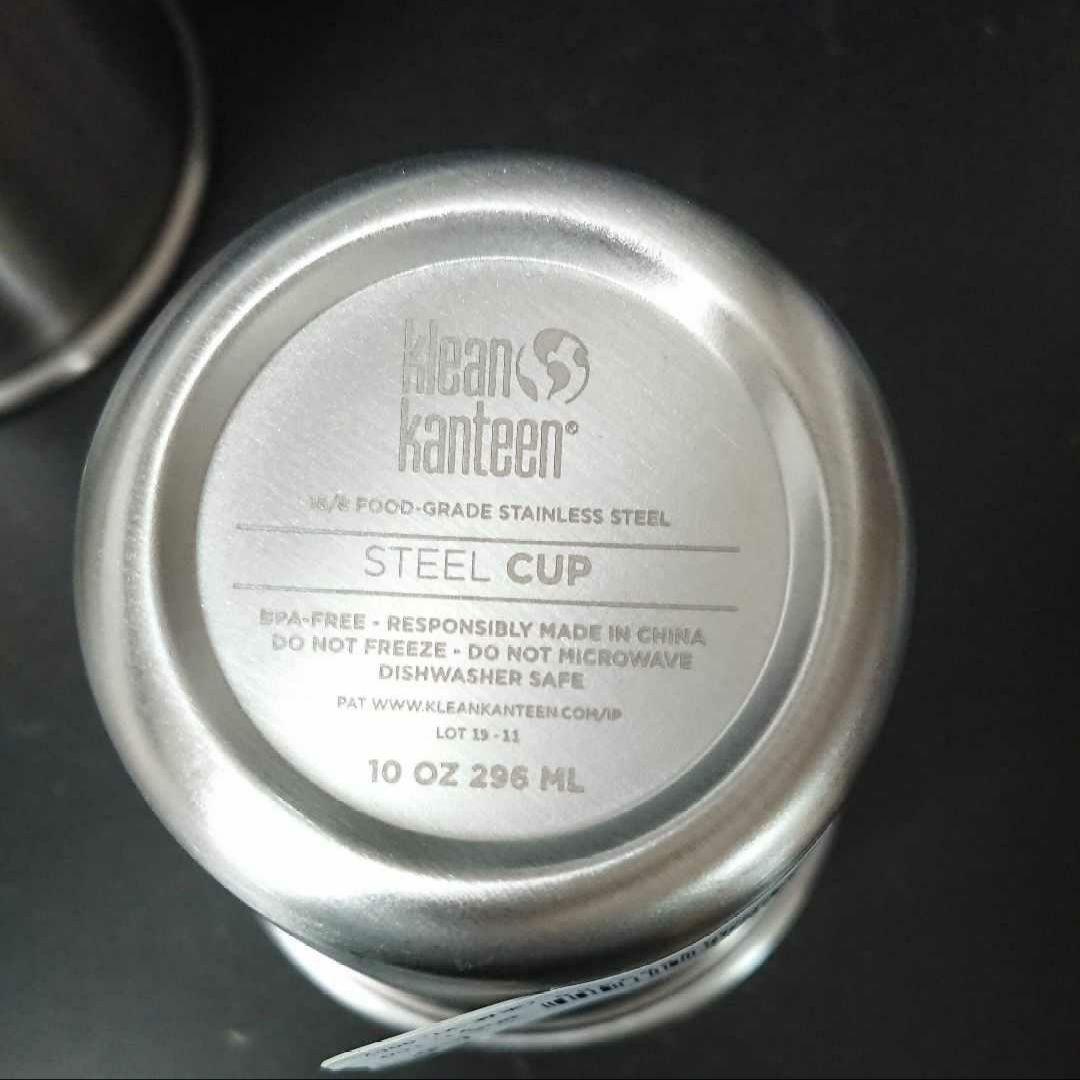 klean
kanteen®
18/8 FOOD-GRADE STAINLESS STEEL
STEEL CUP
BPA-FREE • RESPONSIBLY MADE IN CHINA
DO NOT FREEZE • DO NOT MICROWAVE
DISHWASHER SAFE
PAT WWW.KLEANKANTEEN.COM/IP
LOT 19 - 11
10 OZ 296 ML